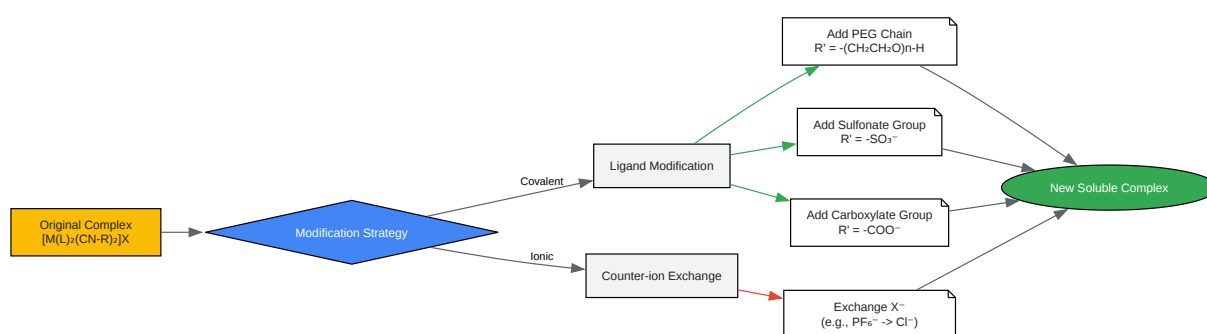 Original Complex
[M(L)₂(CN-R)₂]X
Modification Strategy
Covalent
Ionic
Ligand Modification
Counter-ion Exchange
Add PEG Chain
R' = -(CH₂CH₂O)n-H
Add Sulfonate Group
R' = -SO₃⁻
Add Carboxylate Group
R' = -COO⁻
Exchange X⁻
(e.g., PF₆⁻ -> Cl⁻)
New Soluble Complex